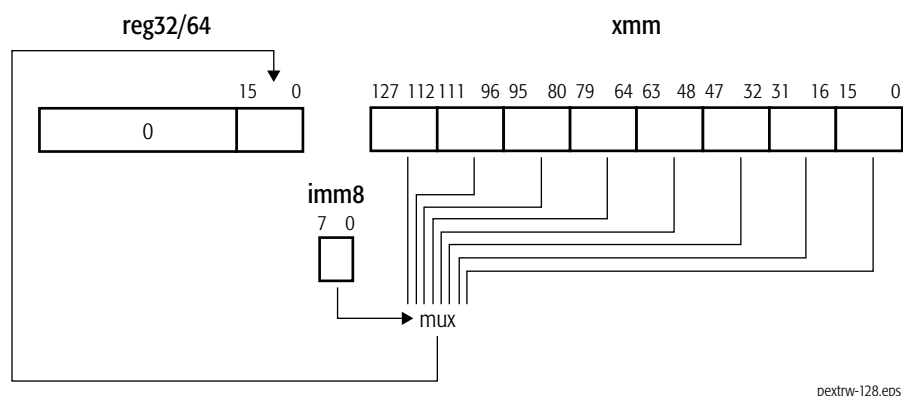 reg32/64 xmm
15 0 127 112 111 96 95 80 79 64 63 48 47 32 31 16 15 0
0
imm8
7 0
mux
pextrw-128.eps